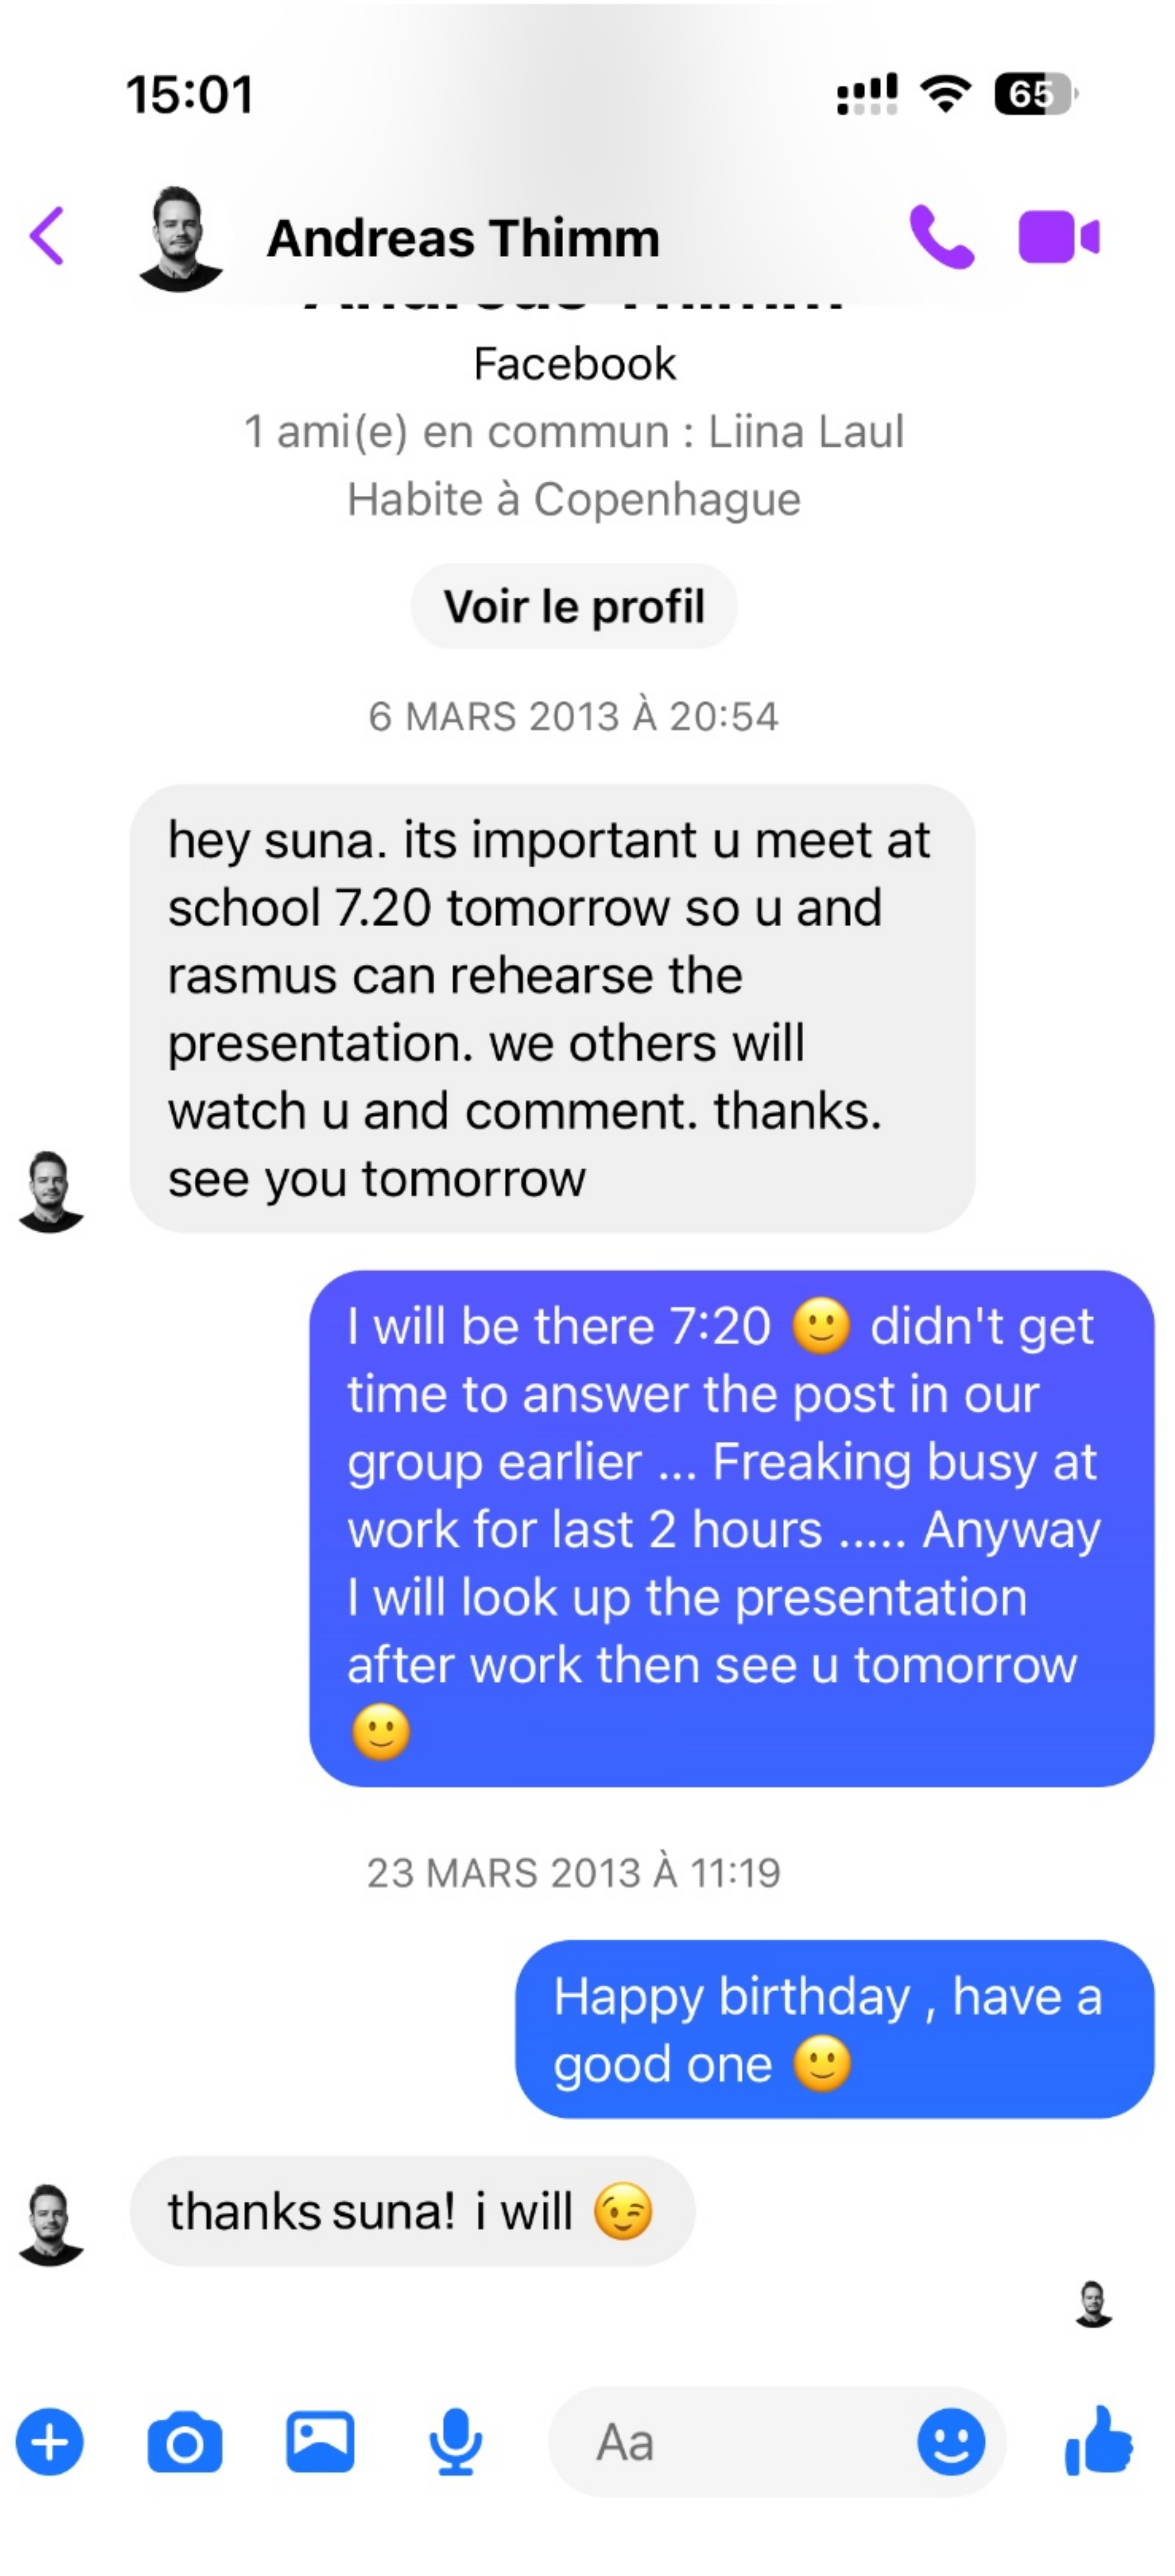 15:01
65
Andreas Thimm
Andreas Thimm
Facebook
1 ami(e) en commun : Liina Laul
Habite à Copenhague
Voir le profil
6 MARS 2013 À 20:54
hey suna. its important u meet at
school 7.20 tomorrow so u and
rasmus can rehearse the
presentation. we others will
watch u and comment. thanks.
see you tomorrow
I will be there 7:20 🙂 didn't get
time to answer the post in our
group earlier ... Freaking busy at
work for last 2 hours ..... Anyway
I will look up the presentation
after work then see u tomorrow
🙂
23 MARS 2013 À 11:19
Happy birthday , have a
good one 🙂
thanks suna! i will 😉
Aa